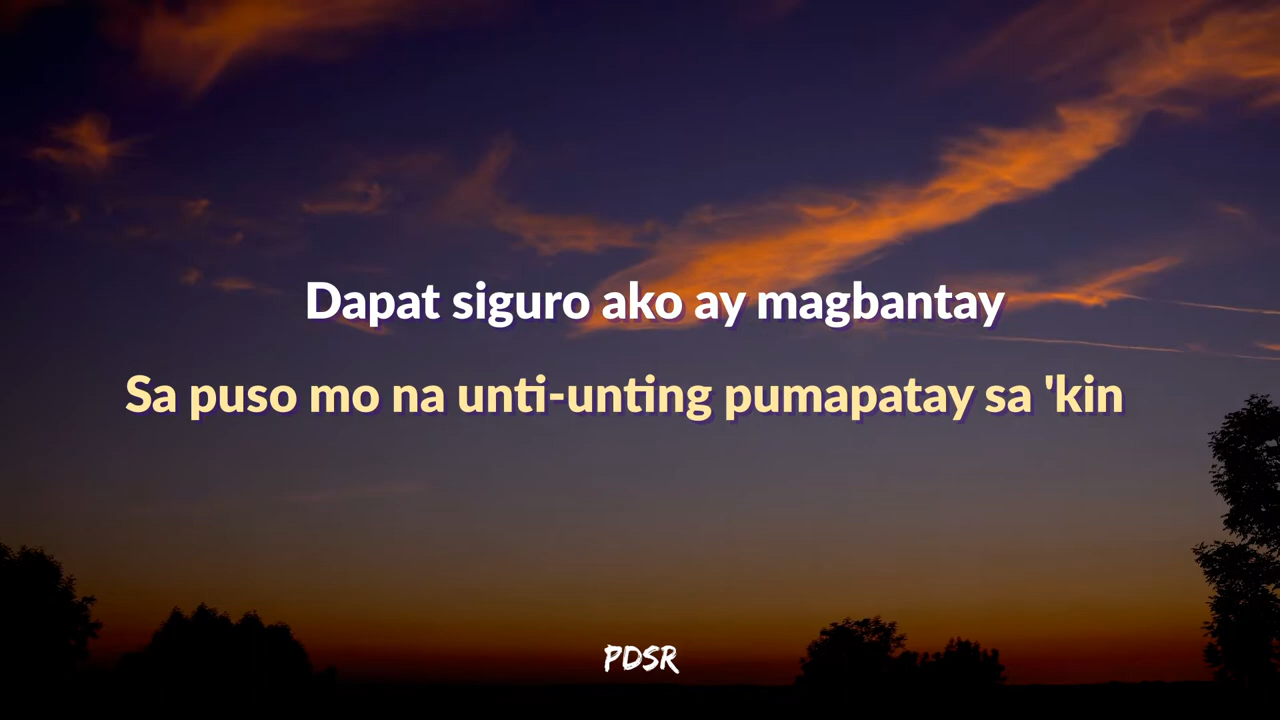 Dapat siguro ako ay magbantay
Sa puso mo na unti-unting pumapatay sa 'kin
PDSR